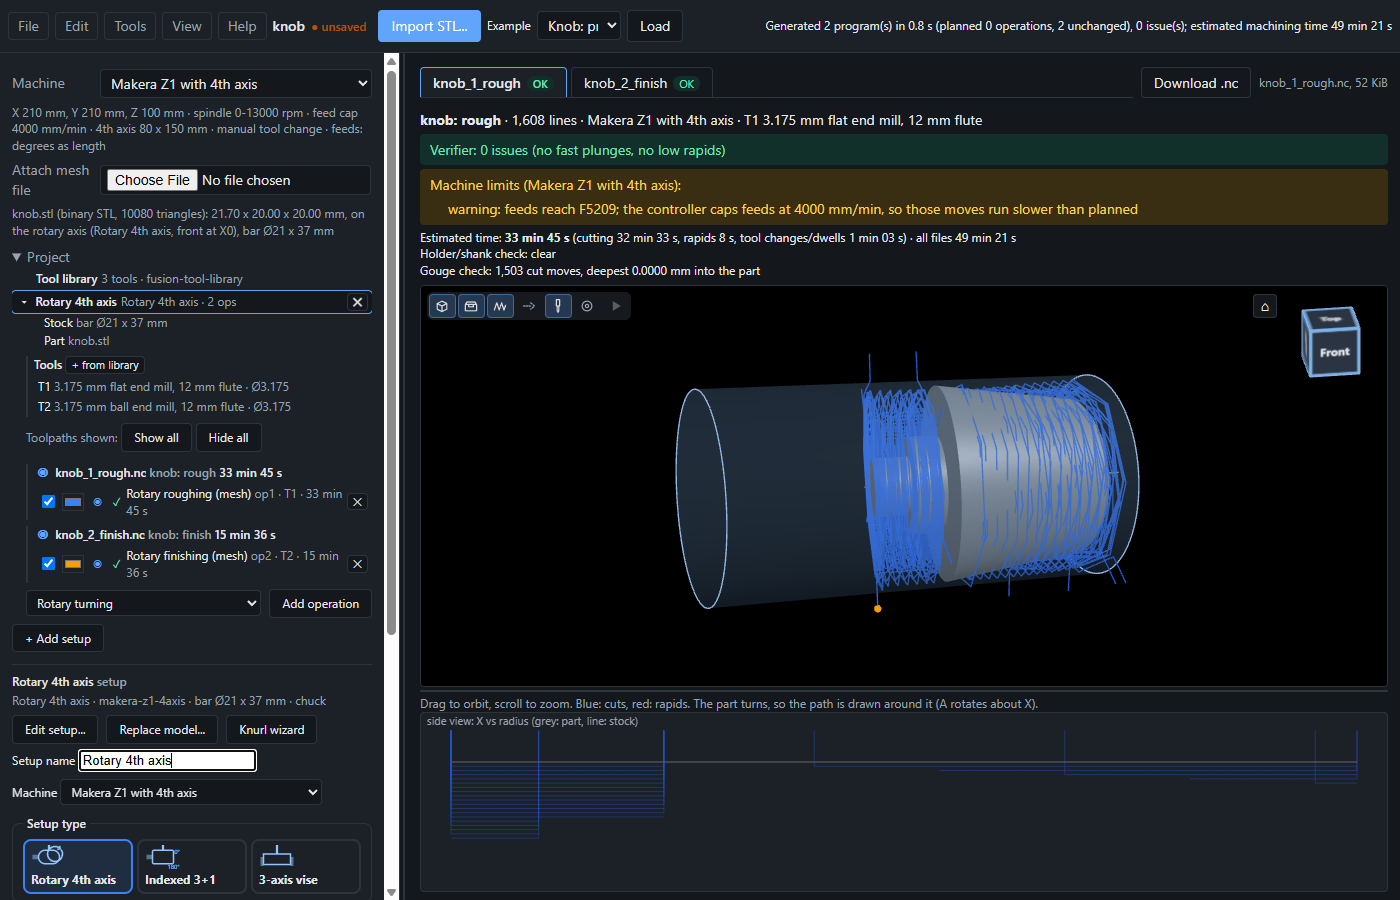 File Edit Tools View Help knob • unsaved Import STL... Example Knob: pr Load Generated 2 program(s) in 0.8 s (planned 0 operations, 2 unchanged), 0 issue(s); estimated machining time 49 min 21 s
Machine Makera Z1 with 4th axis
X 210 mm, Y 210 mm, Z 100 mm · spindle 0-13000 rpm · feed cap
4000 mm/min · 4th axis 80 x 150 mm · manual tool change · feeds:
degrees as length
Attach mesh
file
Choose File No file chosen
knob.stl (binary STL, 10080 triangles): 21.70 x 20.00 x 20.00 mm, on
the rotary axis (Rotary 4th axis, front at X0), bar Ø21 x 37 mm
Project
Tool library 3 tools · fusion-tool-library
Rotary 4th axis Rotary 4th axis · 2 ops
Stock bar Ø21 x 37 mm
Part knob.stl
Tools + from library
T1 3.175 mm flat end mill, 12 mm flute · Ø3.175
T2 3.175 mm ball end mill, 12 mm flute · Ø3.175
Toolpaths shown: Show all Hide all
knob_1_rough.nc knob: rough 33 min 45 s
Rotary roughing (mesh) op1 · T1 · 33 min
45 s
knob_2_finish.nc knob: finish 15 min 36 s
Rotary finishing (mesh) op2 · T2 · 15 min
36 s
Rotary turning Add operation
+ Add setup
Rotary 4th axis setup
Rotary 4th axis · makera-z1-4axis · bar Ø21 x 37 mm · chuck
Edit setup... Replace model... Knurl wizard
Setup name Rotary 4th axis
Machine Makera Z1 with 4th axis
Setup type
180°
Rotary 4th axis Indexed 3+1 3-axis vise
knob_1_rough OK knob_2_finish OK Download .nc knob_1_rough.nc, 52 KiB
knob: rough · 1,608 lines · Makera Z1 with 4th axis · T1 3.175 mm flat end mill, 12 mm flute
Verifier: 0 issues (no fast plunges, no low rapids)
Machine limits (Makera Z1 with 4th axis):
warning: feeds reach F5209; the controller caps feeds at 4000 mm/min, so those moves run slower than planned
Estimated time: 33 min 45 s (cutting 32 min 33 s, rapids 8 s, tool changes/dwells 1 min 03 s) · all files 49 min 21 s
Holder/shank check: clear
Gouge check: 1,503 cut moves, deepest 0.0000 mm into the part
Top
Front
Drag to orbit, scroll to zoom. Blue: cuts, red: rapids. The part turns, so the path is drawn around it (A rotates about X).
side view: X vs radius (grey: part, line: stock)